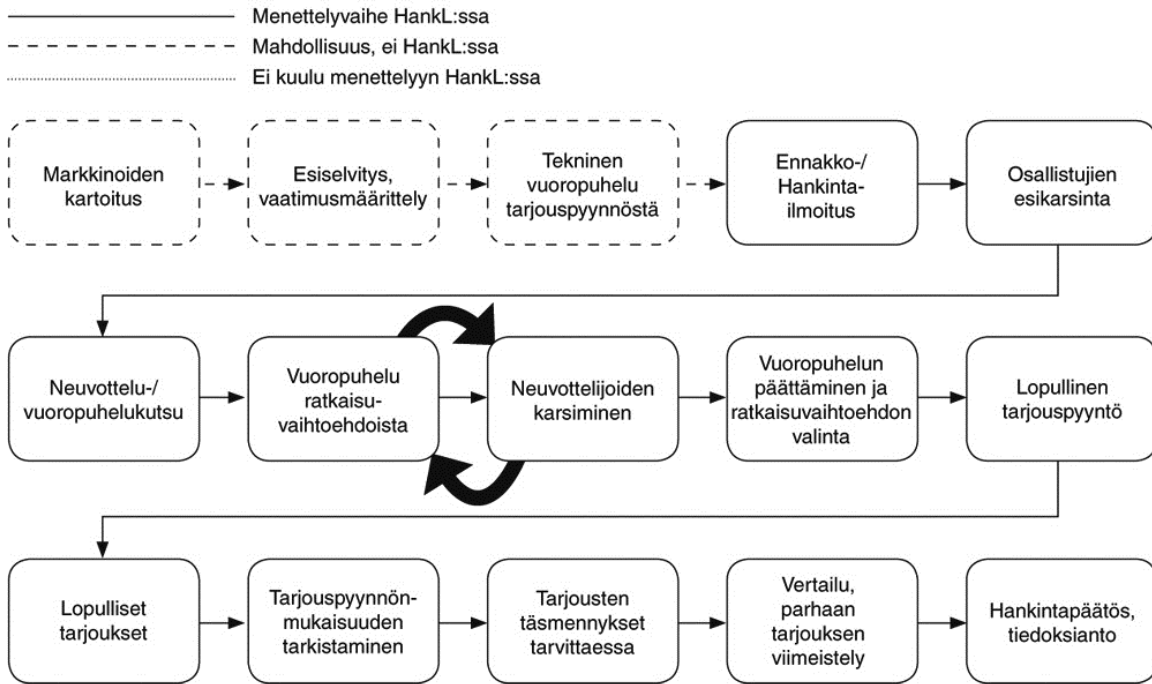 Menettelyvaihe HankL:ssa
Mahdollisuus, ei HankL:ssa
Ei kuulu menettelyyn HankL:ssa
Markkinoiden
kartoitus
Esiselvitys,
vaatimusmäärittely
Tekninen
vuoropuhelu
tarjouspyynnöstä
Ennakko-/
Hankinta-
ilmoitus
Osallistujien
esikarsinta
Neuvottelu-/
vuoropuhelukutsu
Vuoropuhelu
ratkaisu-
vaihtoehdoista
Neuvottelijoiden
karsiminen
Vuoropuhelun
päättäminen ja
ratkaisuvaihtoehdon
valinta
Lopullinen
tarjouspyyntö
Lopulliset
tarjoukset
Tarjouspyynnön-
mukaisuuden
tarkistaminen
Tarjousten
täsmennykset
tarvittaessa
Vertailu,
parhaan
tarjouksen
viimeistely
Hankintapäätös,
tiedoksianto